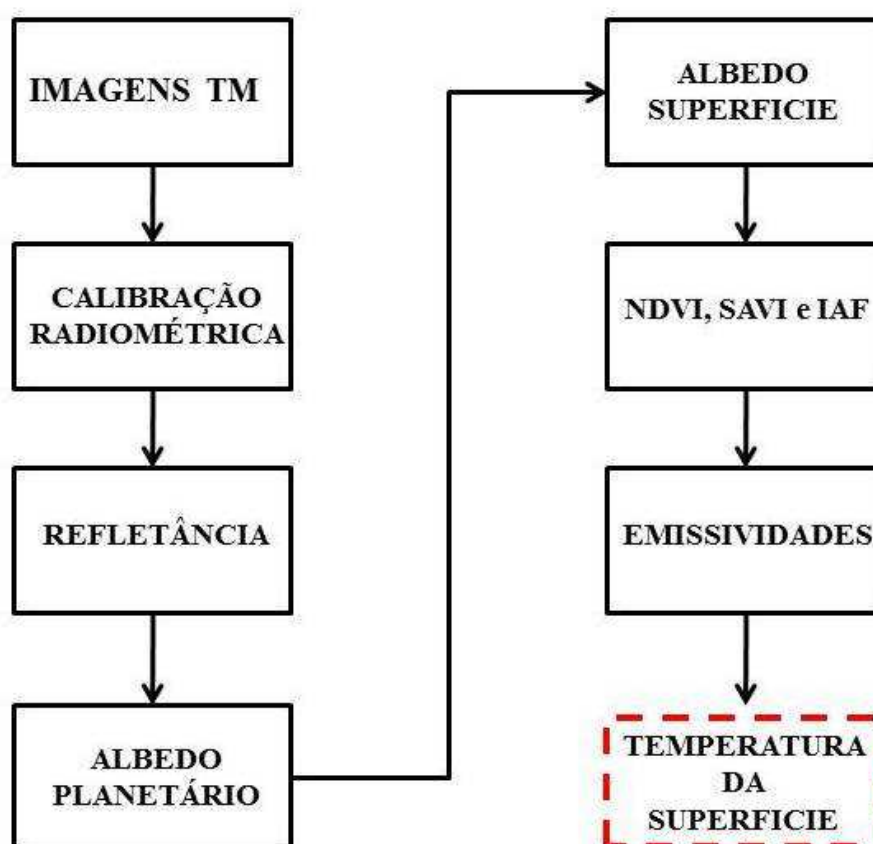 IMAGENS TM
CALIBRAÇÃO
RADIOMÉTRICA
REFLETÂNCIA
ALBEDO
PLANETÁRIO
ALBEDO
SUPERFICIE
NDVI, SAVI e IAF
EMISSIVIDADES
TEMPERATURA
DA
SUPERFICIE